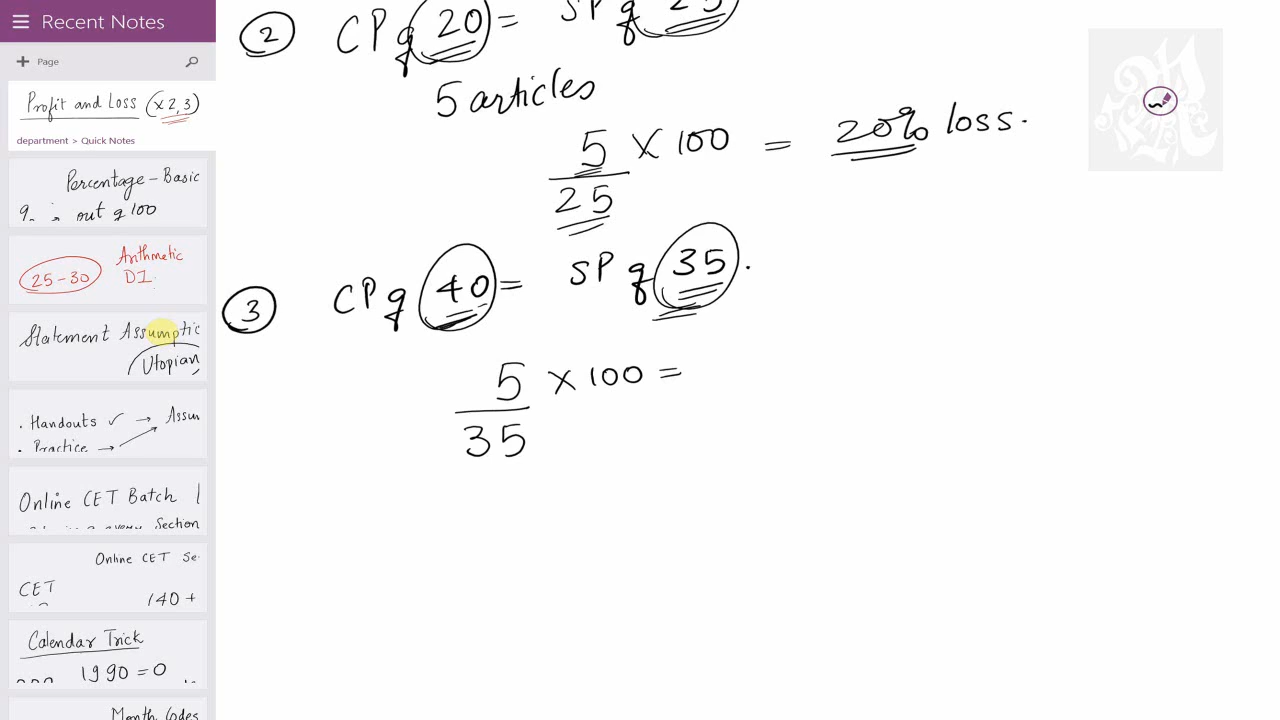 Recent Notes
Page
Profit and Loss (x2,3)
department > Quick Notes
Percentage - Basic
out of 100
Arithmetic
25-30 DI
Statement Assumptic
Utopian
. Handouts ✓ → Assum
. Practice →
Online CET Batch
Section
Online CET Se
CET
140 +
Calendar Trick
1990 = 0
Month Codes
② CP of 20 = SP of 25
5 articles
5/25 × 100 = 20% loss.
③ CP of 40 = SP of 35.
5/35 × 100 =